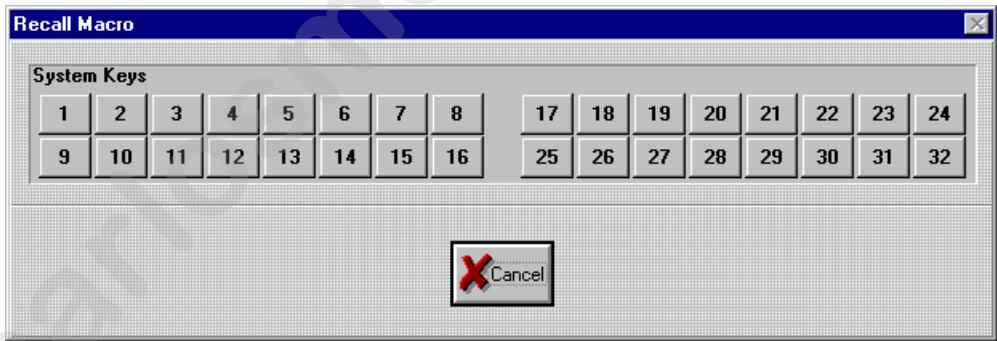 Recall Macro
System Keys
1 2 3 4 5 6 7 8 17 18 19 20 21 22 23 24
9 10 11 12 13 14 15 16 25 26 27 28 29 30 31 32
Cancel